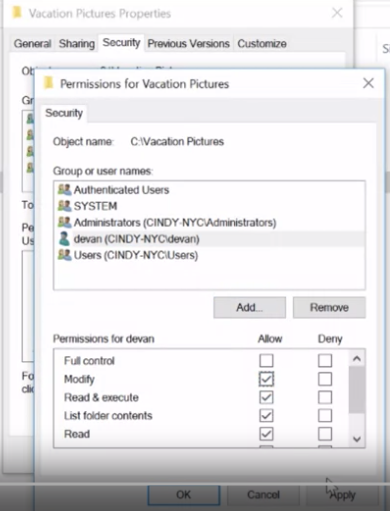 Vacation Pictures Properties
General Sharing Security Previous Versions Customize
Permissions for Vacation Pictures
Security
Object name: C:\Vacation Pictures
Group or user names:
Authenticated Users
SYSTEM
Administrators (CINDY-NYC\Administrators)
devan (CINDY-NYC\devan)
Users (CINDY-NYC\Users)
Add... Remove
Permissions for devan Allow Deny
Full control
Modify
Read & execute
List folder contents
Read
OK Cancel Apply